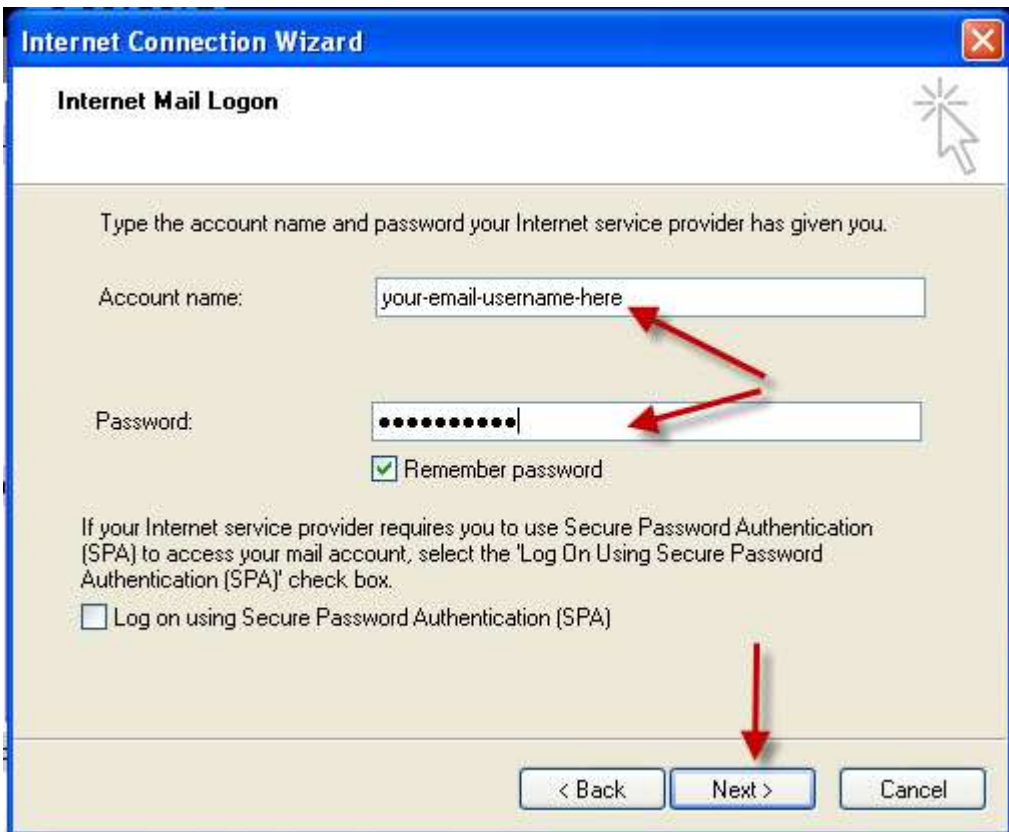 Internet Connection Wizard
Internet Mail Logon
Type the account name and password your Internet service provider has given you.
Account name:
your-email-username-here
Password:
●●●●●●●●●●
Remember password
If your Internet service provider requires you to use Secure Password Authentication
(SPA) to access your mail account, select the 'Log On Using Secure Password
Authentication (SPA)' check box.
Log on using Secure Password Authentication (SPA)
< Back Next > Cancel